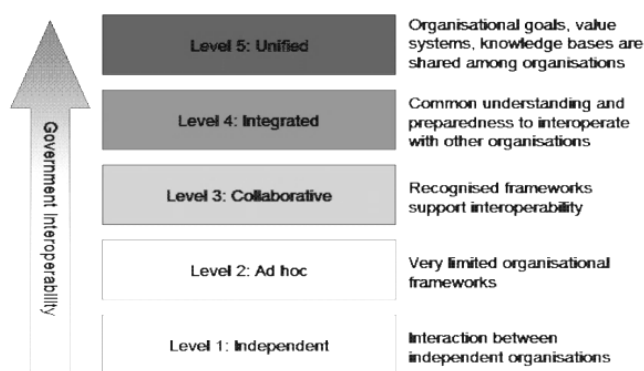 Government Interoperability
Level 5: Unified
Organisational goals, value
systems, knowledge bases are
shared among organisations
Level 4: Integrated
Common understanding and
preparedness to interoperate
with other organisations
Level 3: Collaborative
Recognised frameworks
support interoperability
Level 2: Ad hoc
Very limited organisational
frameworks
Level 1: Independent
Interaction between
independent organisations